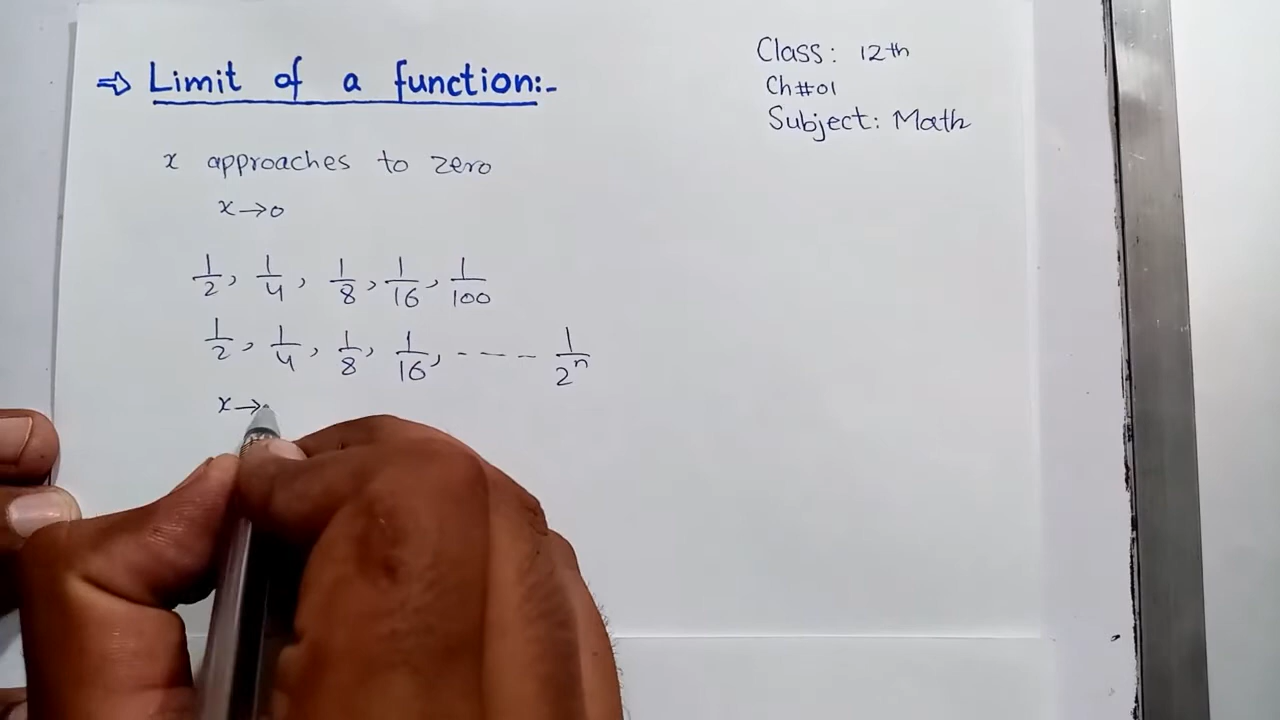 ⇒ Limit of a function:-
Class: 12th
Ch#01
Subject: Math
x approaches to zero
x→0
1/2, 1/4, 1/8, 1/16, 1/100
1/2, 1/4, 1/8, 1/16, ---- 1/2ⁿ
x→